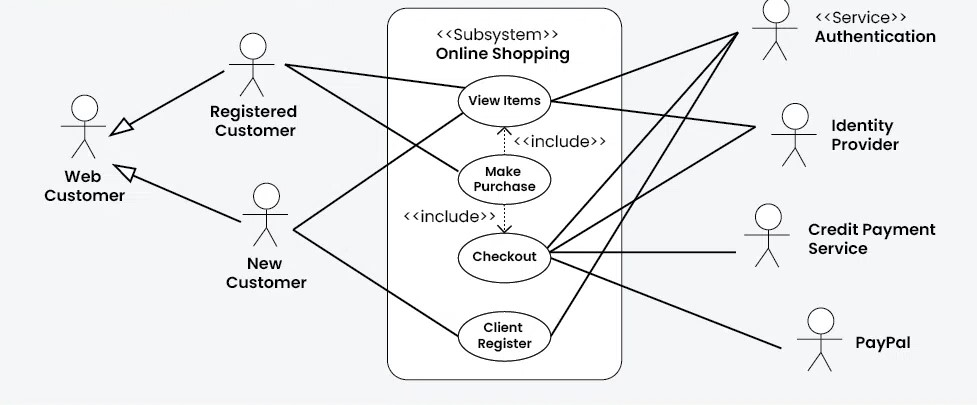 <<Subsystem>>
Online Shopping
<<Service>>
Authentication
Registered
Customer
View Items
Identity
Provider
<<include>>
Web
Customer
Make
Purchase
<<include>>
New
Customer
Checkout
Credit Payment
Service
Client
Register
PayPal